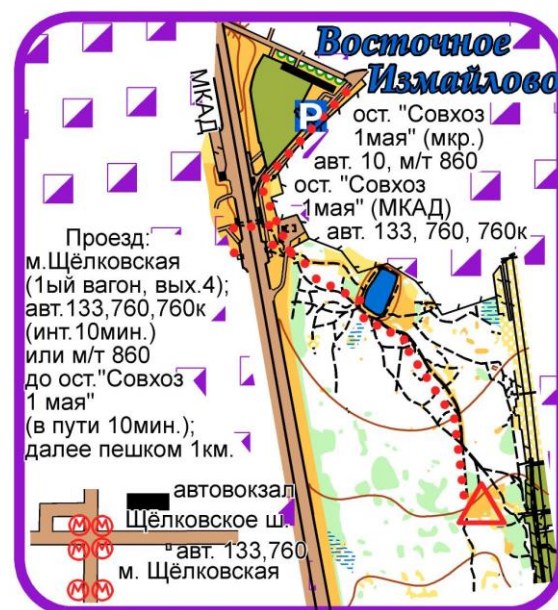 Восточное
Измайлово
МКАД
P
ост. "Совхоз
1мая" (мкр.)
авт. 10, м/т 860
ост. "Совхоз
1мая" (МКАД)
авт. 133, 760, 760к
Проезд:
м.Щёлковская
(1ый вагон, вых.4);
авт.133,760,760к
(инт.10мин.)
или м/т 860
до ост."Совхоз
1 мая"
(в пути 10мин.);
далее пешком 1км.
автовокзал
Щёлковское ш.
М М
М М
авт. 133,760
м. Щёлковская
М М